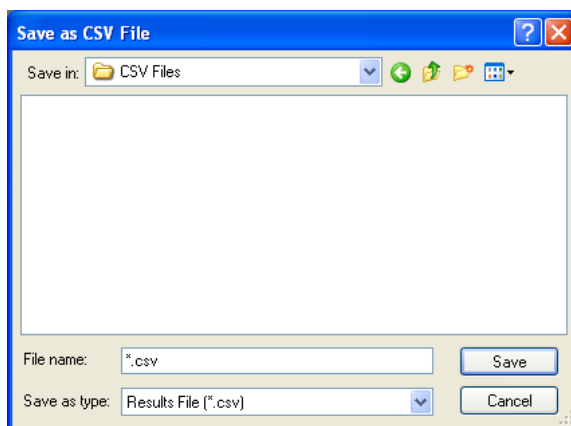 Save as CSV File
Save in: CSV Files
File name: *.csv Save
Save as type: Results File (*.csv) Cancel